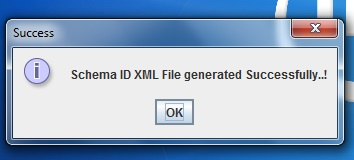 Success
Schema ID XML File generated Successfully..!
OK